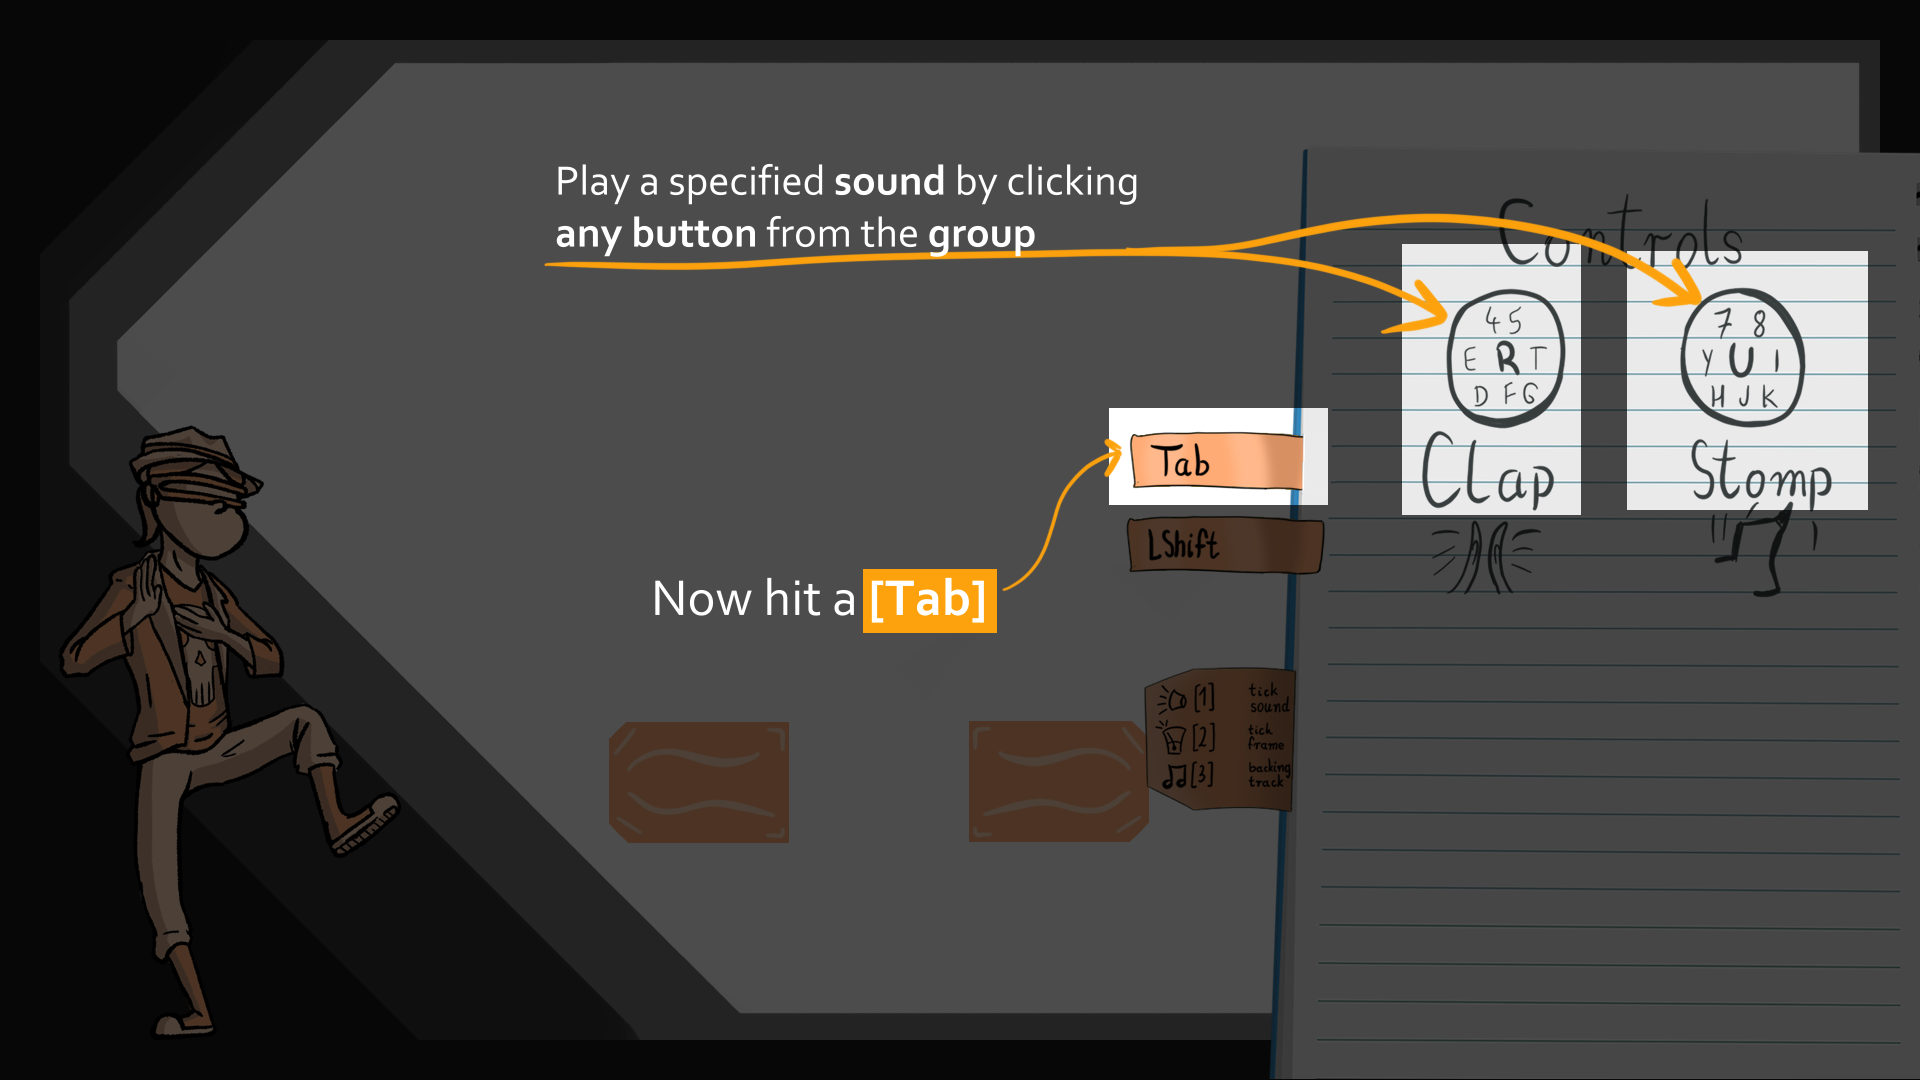 Play a specified sound by clicking
any button from the group
Controls
4 5
E R T
D F G
Clap
7 8
Y U I
H J K
Stomp
Tab
LShift
Now hit a [Tab]
[1] tick
sound
[2] tick
frame
[3] backing
track